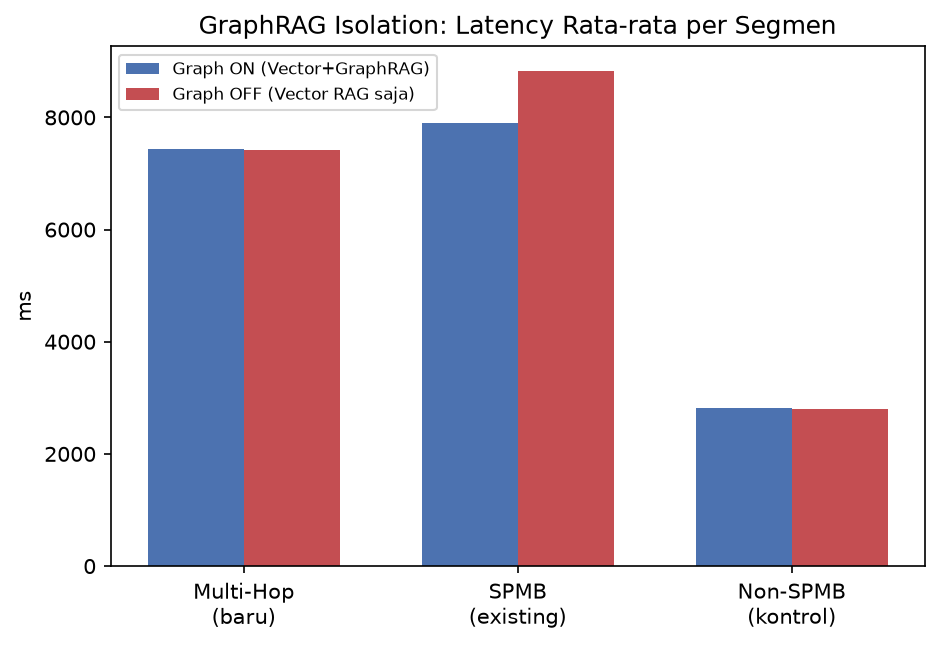 GraphRAG Isolation: Latency Rata-rata per Segmen
Graph ON (Vector+GraphRAG)
Graph OFF (Vector RAG saja)
8000
6000
4000
2000
0
ms
Multi-Hop
(baru)
SPMB
(existing)
Non-SPMB
(kontrol)